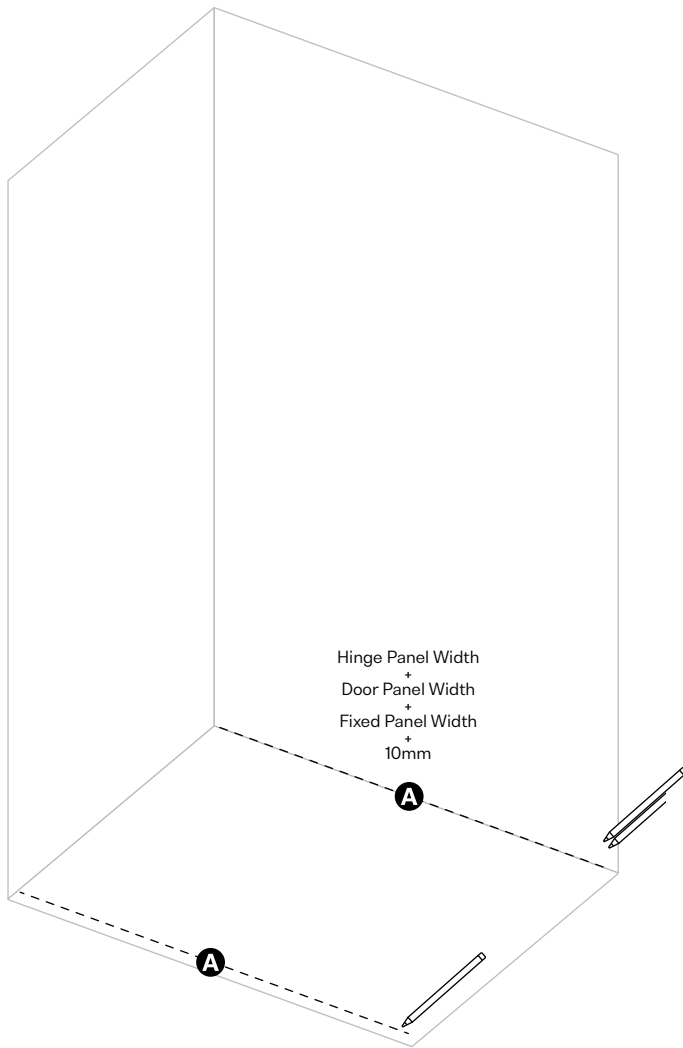 Hinge Panel Width
+
Door Panel Width
+
Fixed Panel Width
+
10mm
A
A